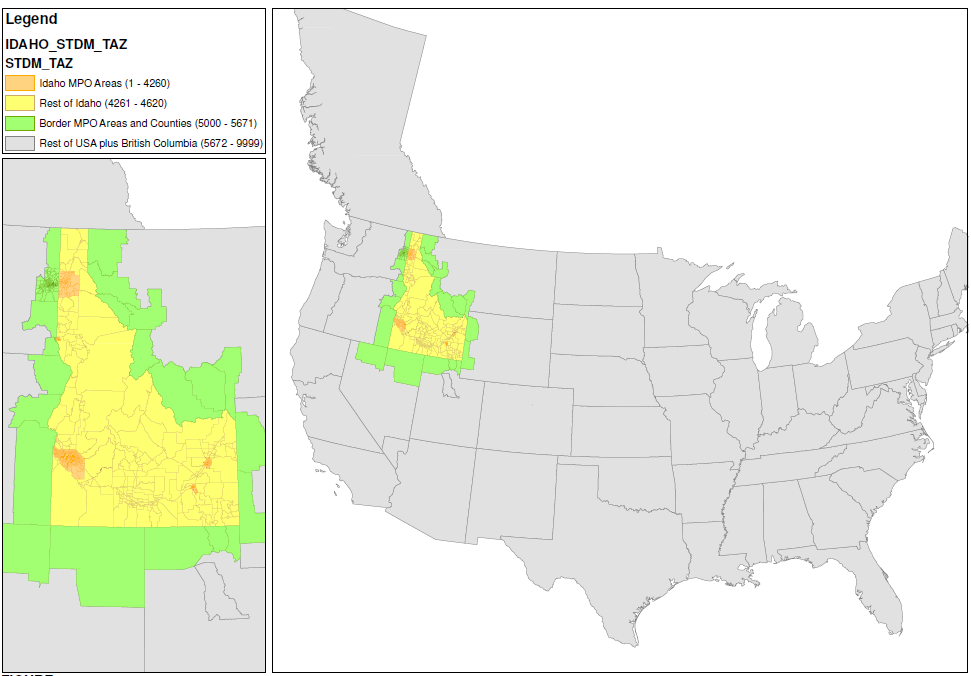 Legend
IDAHO_STDM_TAZ
STDM_TAZ
Idaho MPO Areas (1 - 4260)
Rest of Idaho (4261 - 4620)
Border MPO Areas and Counties (5000 - 5671)
Rest of USA plus British Columbia (5672 - 9999)